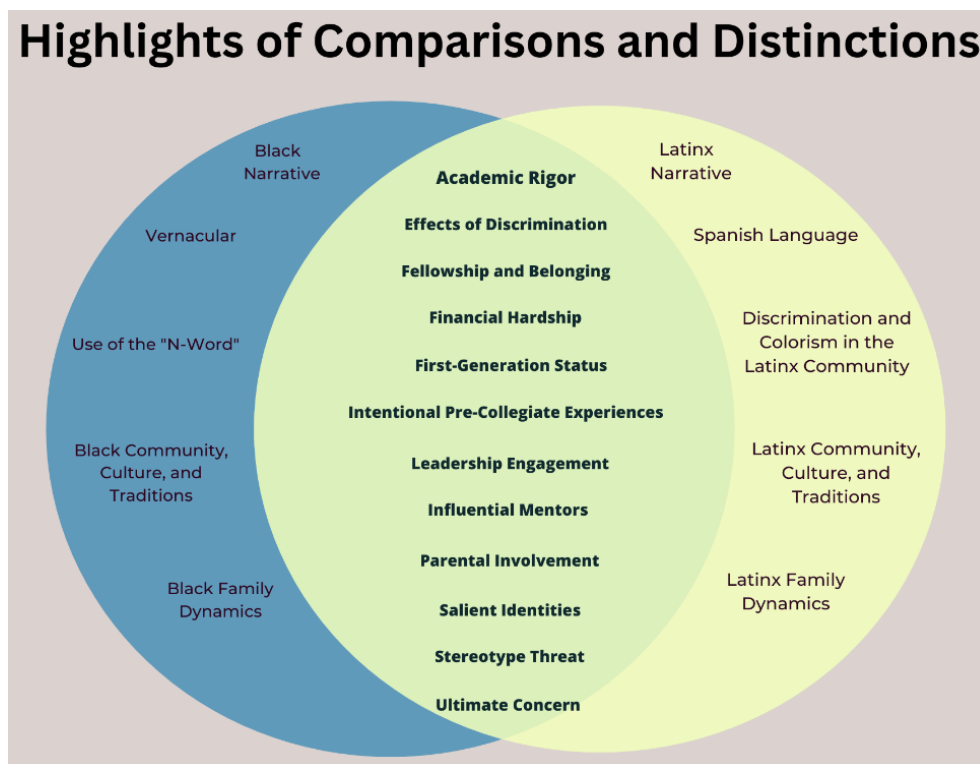 Highlights of Comparisons and Distinctions
Black
Narrative
Vernacular
Use of the "N-Word"
Black Community,
Culture, and
Traditions
Black Family
Dynamics
Academic Rigor
Effects of Discrimination
Fellowship and Belonging
Financial Hardship
First-Generation Status
Intentional Pre-Collegiate Experiences
Leadership Engagement
Influential Mentors
Parental Involvement
Salient Identities
Stereotype Threat
Ultimate Concern
Latinx
Narrative
Spanish Language
Discrimination and
Colorism in the
Latinx Community
Latinx Community,
Culture, and
Traditions
Latinx Family
Dynamics